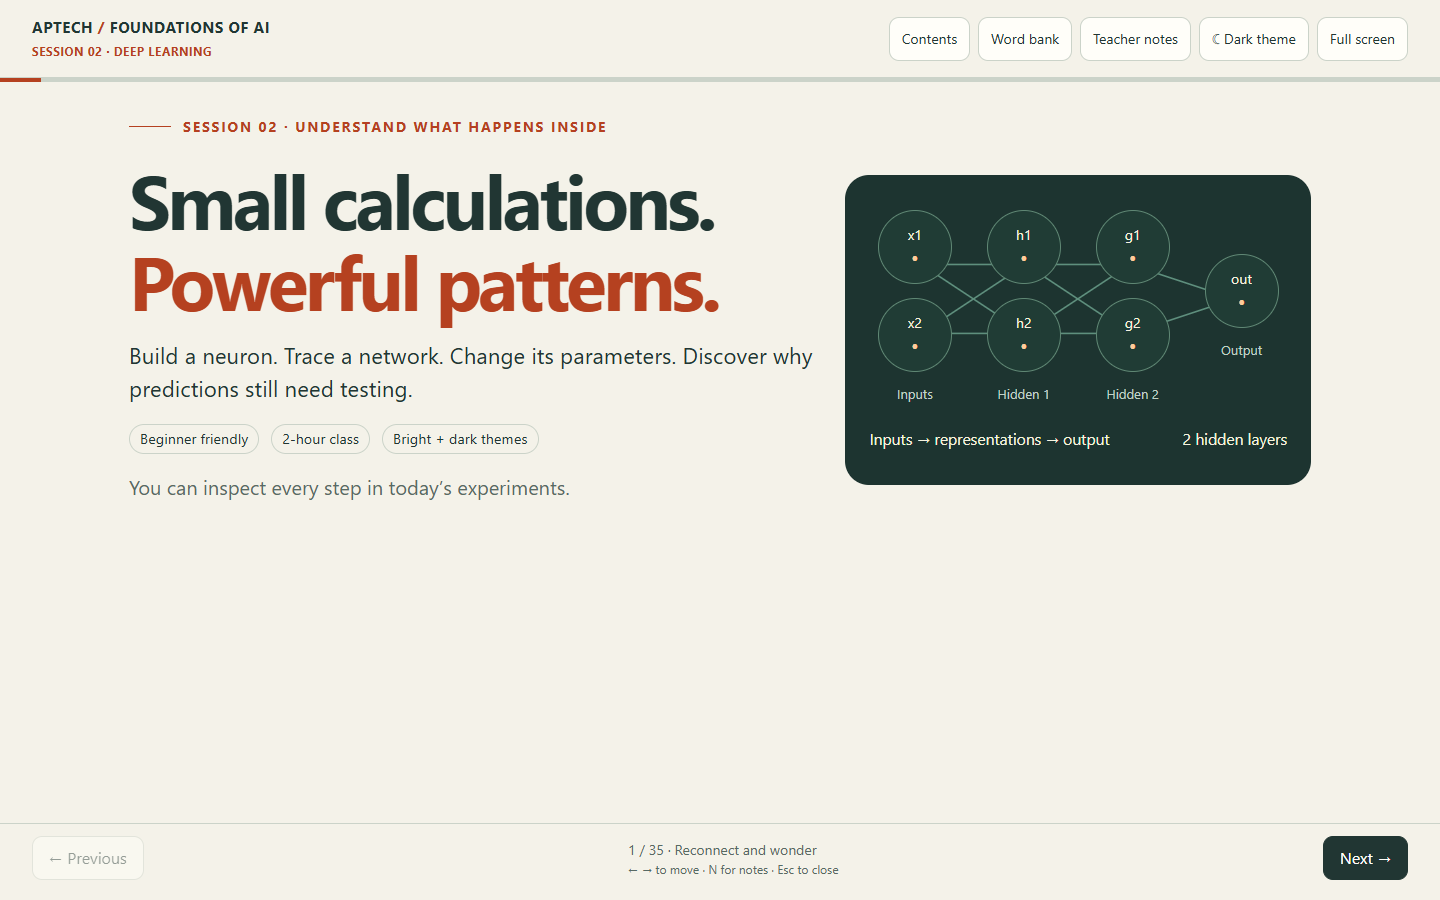 APTECH / FOUNDATIONS OF AI
SESSION 02 · DEEP LEARNING
Contents
Word bank
Teacher notes
☾ Dark theme
Full screen
SESSION 02 · UNDERSTAND WHAT HAPPENS INSIDE
Small calculations.
Powerful patterns.
Build a neuron. Trace a network. Change its parameters. Discover why
predictions still need testing.
Beginner friendly
2-hour class
Bright + dark themes
You can inspect every step in today’s experiments.
x1
h1
g1
out
x2
h2
g2
Output
Inputs
Hidden 1
Hidden 2
Inputs → representations → output
2 hidden layers
← Previous
1 / 35 · Reconnect and wonder
← → to move · N for notes · Esc to close
Next →